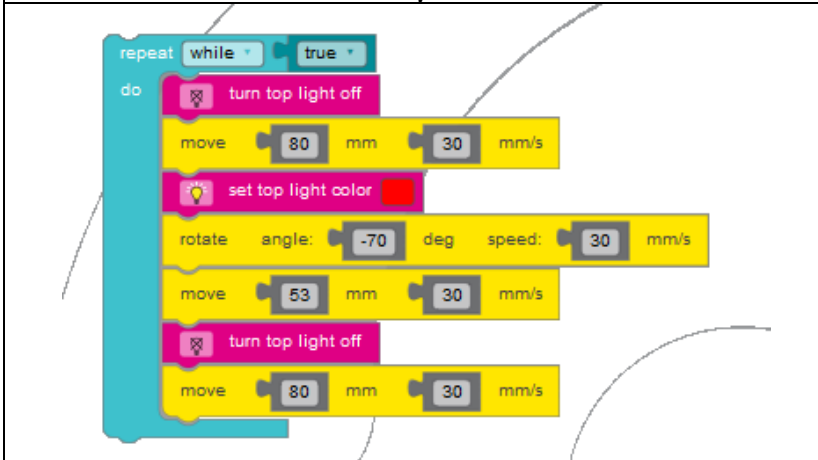 repeat while true
do
turn top light off
move 80 mm 30 mm/s
set top light color
rotate angle: -70 deg speed: 30 mm/s
move 53 mm 30 mm/s
turn top light off
move 80 mm 30 mm/s